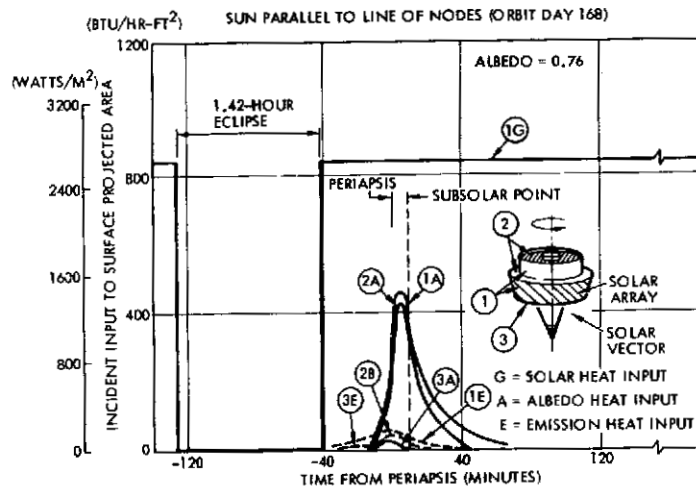 (BTU/HR-FT²) SUN PARALLEL TO LINE OF NODES (ORBIT DAY 168)
1200
ALBEDO = 0.76
(WATTS/M²)
3200
1.42-HOUR
ECLIPSE
1G
2400
800
PERIAPSIS
SUBSOLAR POINT
2
1600
2A
1A
SOLAR
ARRAY
1
400
3
SOLAR
VECTOR
800
2B
3A
G = SOLAR HEAT INPUT
3E
1E
A = ALBEDO HEAT INPUT
E = EMISSION HEAT INPUT
0
0
-120
-40
40
120
TIME FROM PERIAPSIS (MINUTES)
INCIDENT INPUT TO SURFACE PROJECTED AREA